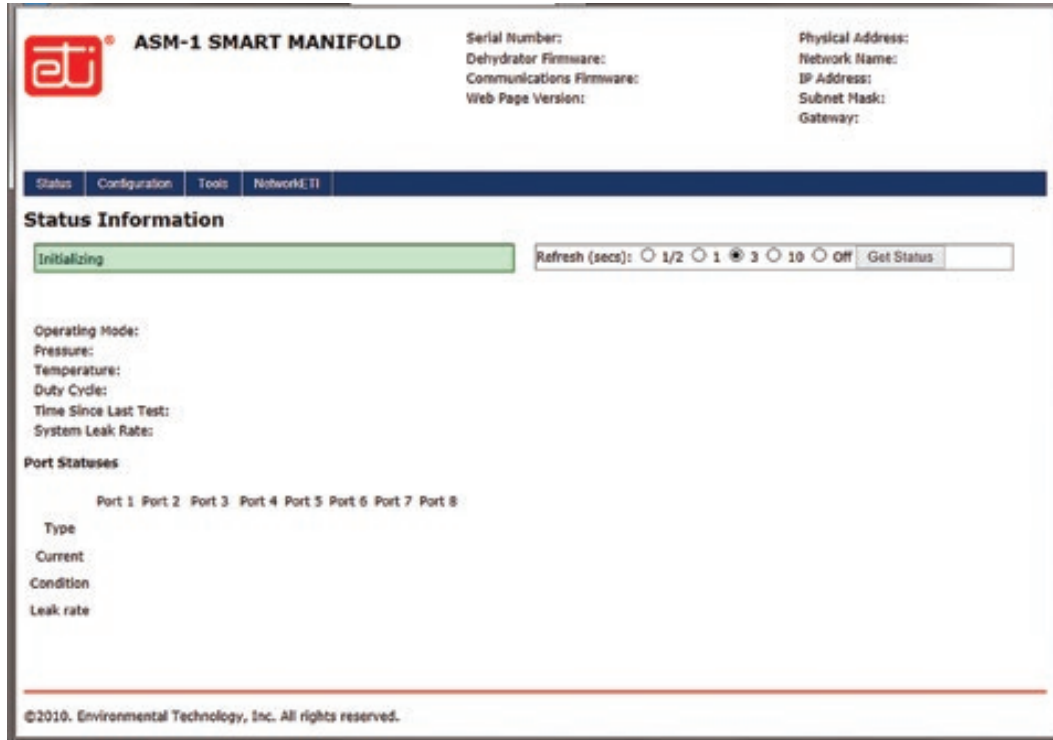 eti®
ASM-1 SMART MANIFOLD
Serial Number:
Dehydrator Firmware:
Communications Firmware:
Web Page Version:
Physical Address:
Network Name:
IP Address:
Subnet Mask:
Gateway:
Status Configuration Tools NetworkETI
Status Information
Initializing
Refresh (secs): 1/2 1 3 10 Off Get Status
Operating Mode:
Pressure:
Temperature:
Duty Cycle:
Time Since Last Test:
System Leak Rate:
Port Statuses
Port 1 Port 2 Port 3 Port 4 Port 5 Port 6 Port 7 Port 8
Type
Current
Condition
Leak rate
©2010. Environmental Technology, Inc. All rights reserved.